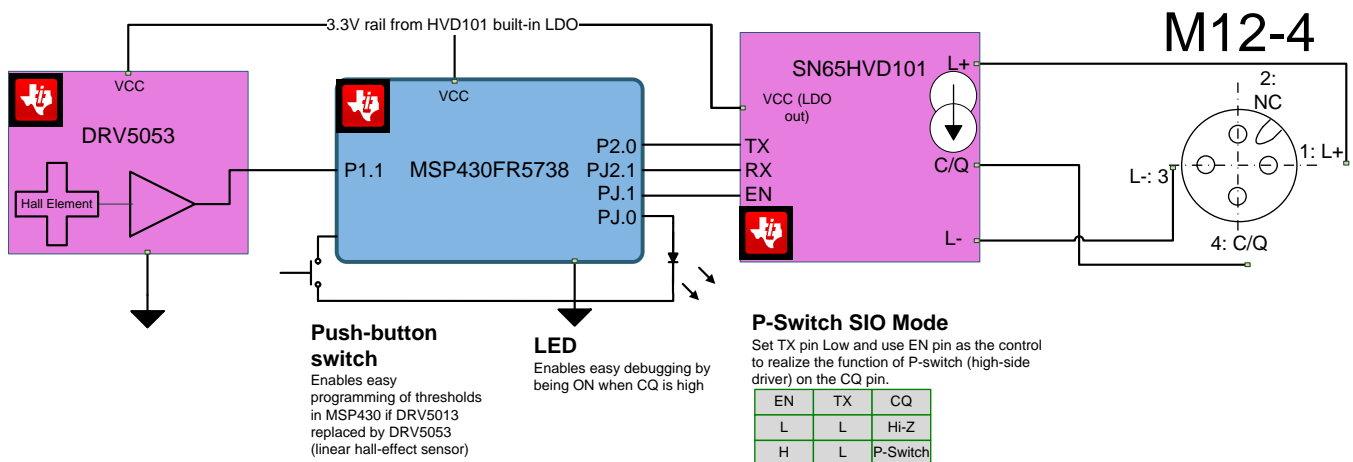 M12-4
3.3V rail from HVD101 built-in LDO
VCC
DRV5053
Hall Element
VCC
P1.1
MSP430FR5738
P2.0
PJ2.1
PJ.1
PJ.0
SN65HVD101
L+
VCC (LDO
out)
TX
RX
EN
C/Q
L-
2:
NC
1: L+
L-: 3
4: C/Q
Push-button
switch
Enables easy
programming of thresholds
in MSP430 if DRV5013
replaced by DRV5053
(linear hall-effect sensor)
LED
Enables easy debugging by
being ON when CQ is high
P-Switch SIO Mode
Set TX pin Low and use EN pin as the control
to realize the function of P-switch (high-side
driver) on the CQ pin.
EN TX CQ
L L Hi-Z
H L P-Switch